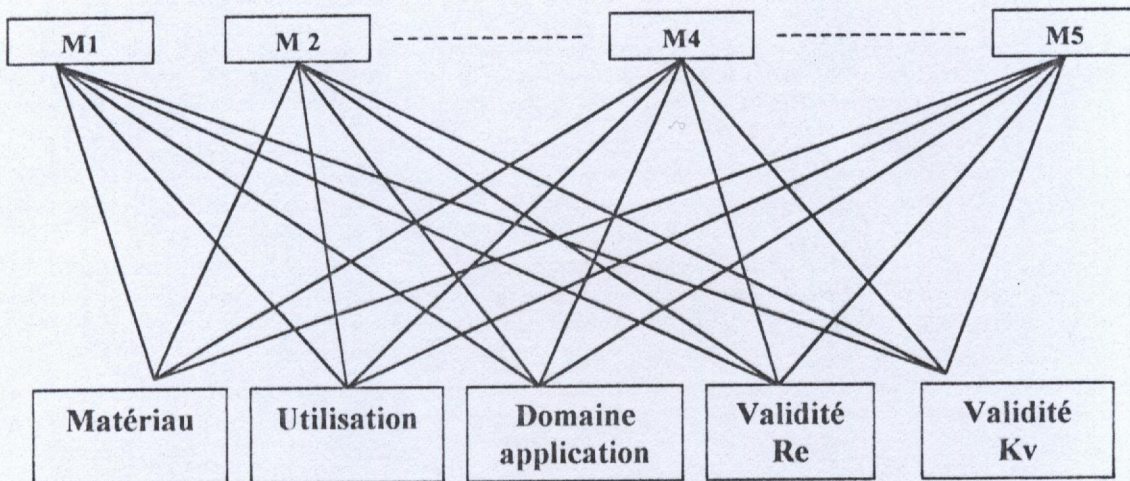 M1
M 2
M4
M5
Matériau
Utilisation
Domaine
application
Validité
Re
Validité
Kv